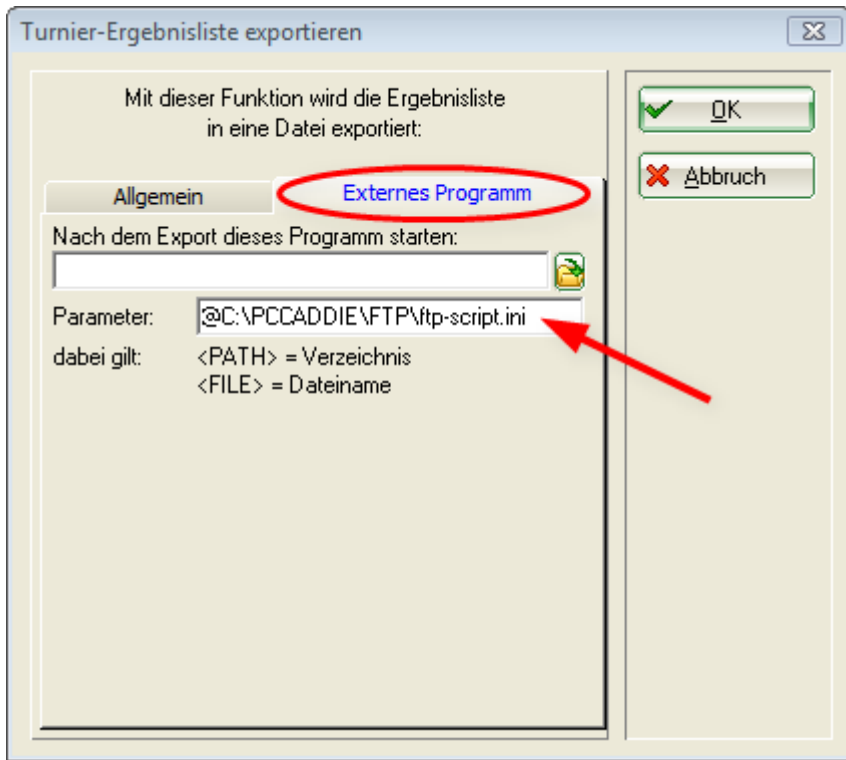 Turnier-Ergebnisliste exportieren
Mit dieser Funktion wird die Ergebnisliste
in eine Datei exportiert:
OK
Abbruch
Allgemein
Externes Programm
Nach dem Export dieses Programm starten:
Parameter: @C:\PCCADDIE\FTP\ftp-script.ini
dabei gilt: <PATH> = Verzeichnis
<FILE> = Dateiname